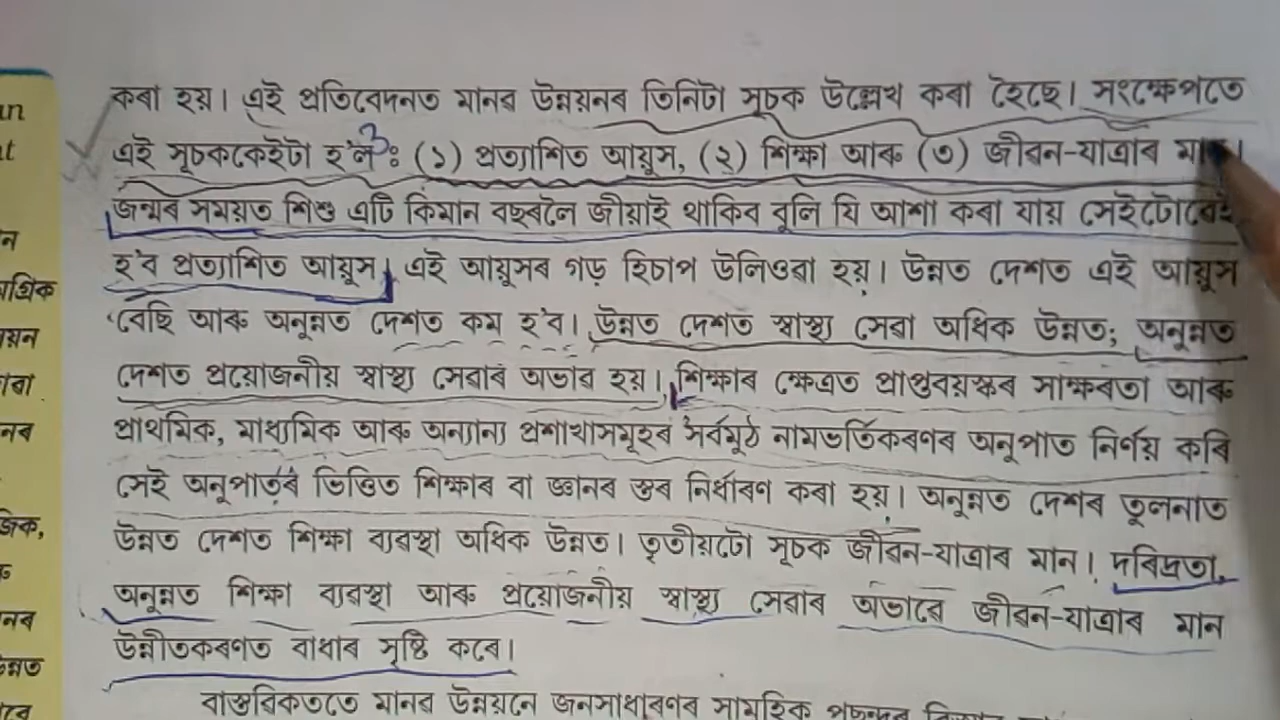 কৰা হয়। এই প্ৰতিবেদনত মানৱ উন্নয়নৰ তিনিটা সূচক উল্লেখ কৰা হৈছে। সংক্ষেপতে
এই সূচককেইটা হ'ল : (১) প্ৰত্যাশিত আয়ুস, (২) শিক্ষা আৰু (৩) জীৱন-যাত্ৰাৰ
3
জন্মৰ সময়ত শিশু এটি কিমান বছৰলৈ জীয়াই থাকিব বুলি যি আশা কৰা যায় সেইটোৱেই
হ'ব প্ৰত্যাশিত আয়ুস। এই আয়ুসৰ গড় হিচাপ উলিওৱা হয়। উন্নত দেশত এই আয়ুস
বেছি আৰু অনুন্নত দেশত কম হ'ব। উন্নত দেশত স্বাস্থ্য সেৱা অধিক উন্নত; অনুন্নত
দেশত প্ৰয়োজনীয় স্বাস্থ্য সেৱাৰ অভাৱ হয়। শিক্ষাৰ ক্ষেত্ৰত প্ৰাপ্তবয়স্কৰ সাক্ষৰতা আৰু
প্ৰাথমিক, মাধ্যমিক আৰু অন্যান্য প্ৰশাখাসমূহৰ সৰ্বমুঠ নামভৰ্তিকৰণৰ অনুপাত নিৰ্ণয় কৰি
সেই অনুপাতৰ ভিত্তিত শিক্ষাৰ বা জ্ঞানৰ স্তৰ নিৰ্ধাৰণ কৰা হয়। অনুন্নত দেশৰ তুলনাত
উন্নত দেশত শিক্ষা ব্যৱস্থা অধিক উন্নত। তৃতীয়টো সূচক জীৱন-যাত্ৰাৰ মান। দৰিদ্ৰতা,
অনুন্নত শিক্ষা ব্যৱস্থা আৰু প্ৰয়োজনীয় স্বাস্থ্য সেৱাৰ অভাৱে জীৱন-যাত্ৰাৰ মান
উন্নীতকৰণত বাধাৰ সৃষ্টি কৰে।
বাস্তৱিকতে মানৱ উন্নয়নে জনসাধাৰণৰ সামূহিক পছন্দৰ